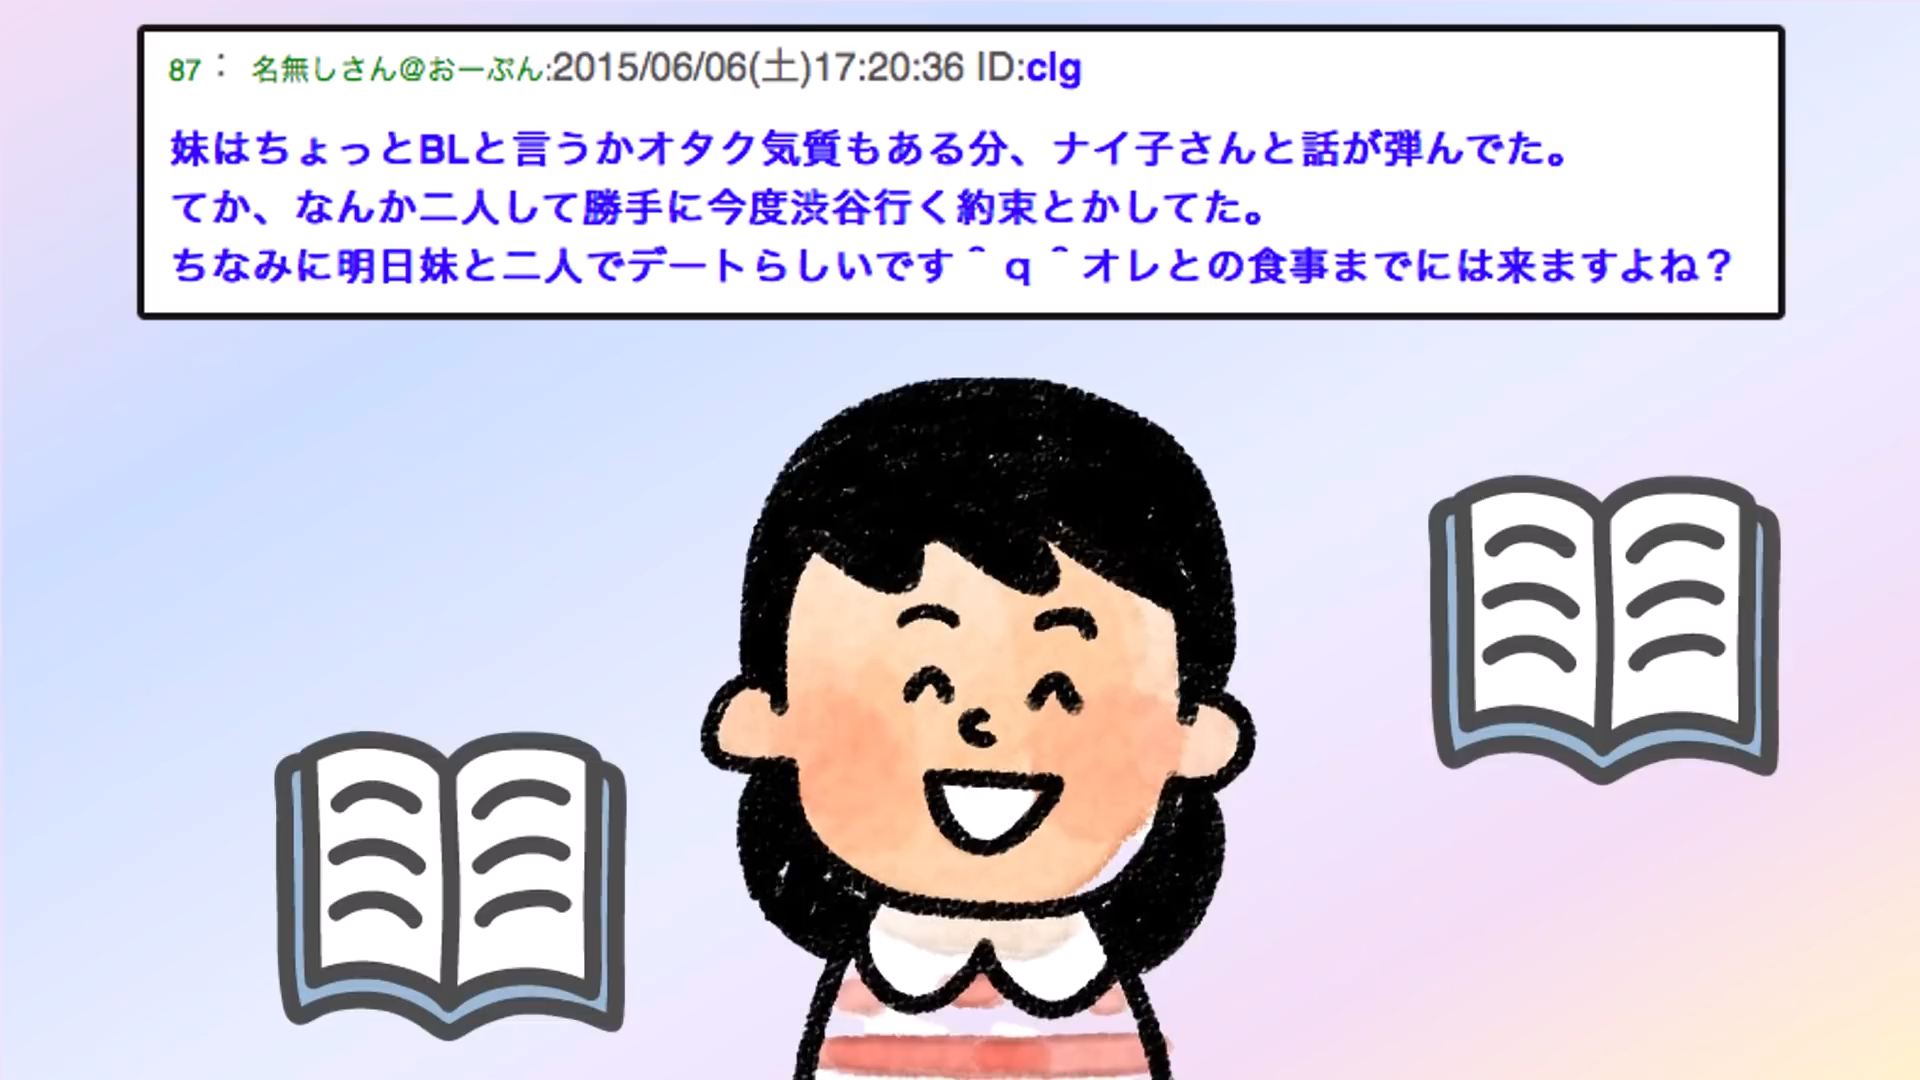 87： 名無しさん@おーぷん:2015/06/06(土)17:20:36 ID:clg
妹はちょっとBLと言うかオタク気質もある分、ナイ子さんと話が弾んでた。
てか、なんか二人して勝手に今度渋谷行く約束とかしてた。
ちなみに明日妹と二人でデートらしいです＾ｑ＾オレとの食事までには来ますよね？